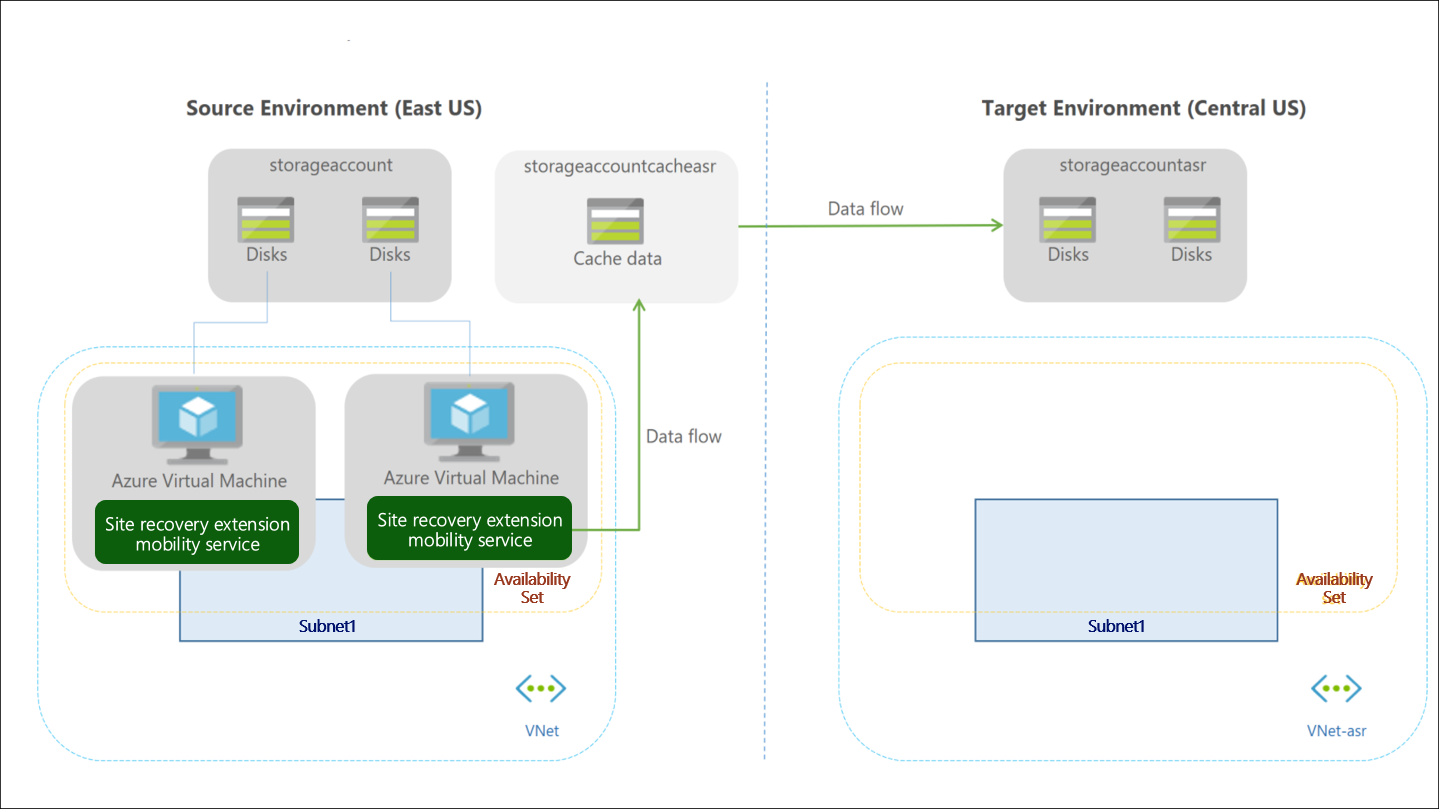 Source Environment (East US)
Target Environment (Central US)
storageaccount
Disks
Disks
storageaccountcacheasr
Cache data
Data flow
storageaccountasr
Disks
Disks
Azure Virtual Machine
Site recovery extension
mobility service
Azure Virtual Machine
Site recovery extension
mobility service
Data flow
Availability
Set
Subnet1
VNet
Availability
Set
Subnet1
VNet-asr